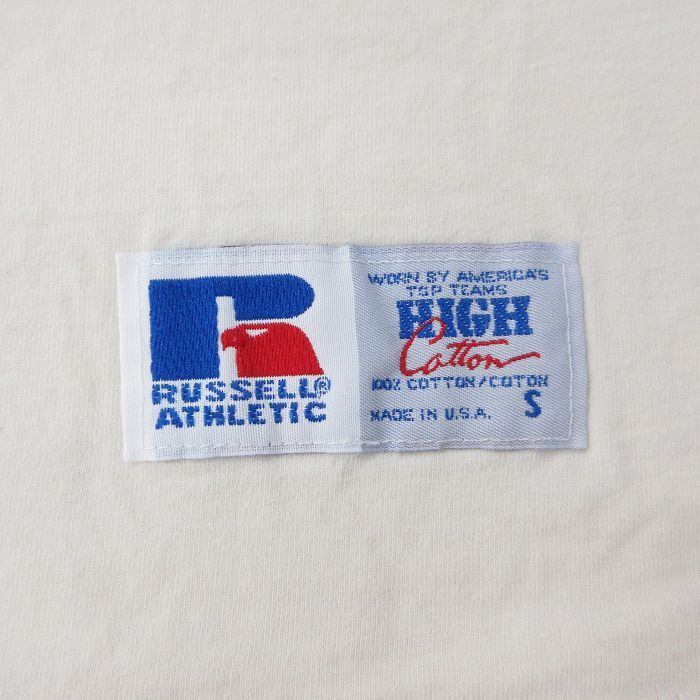 RUSSELL®
ATHLETIC
WORN BY AMERICA'S
TOP TEAMS
HIGH
Cotton
100% COTTON/COTON
S
MADE IN U.S.A.